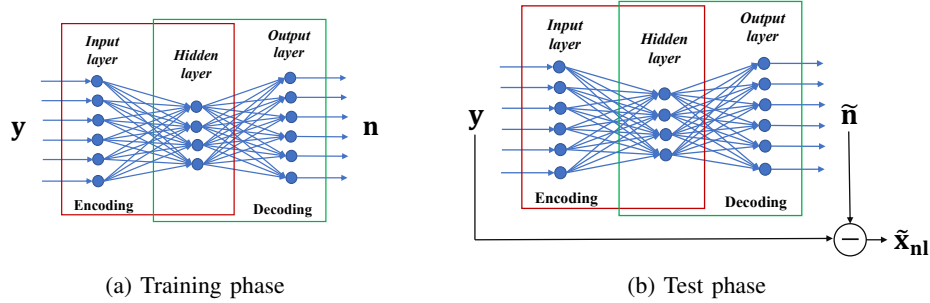 Input
layer
Hidden
layer
Output
layer
y
n
Encoding
Decoding
(a) Training phase
Input
layer
Hidden
layer
Output
layer
y
ñ
Encoding
Decoding
−
x̃nl
(b) Test phase